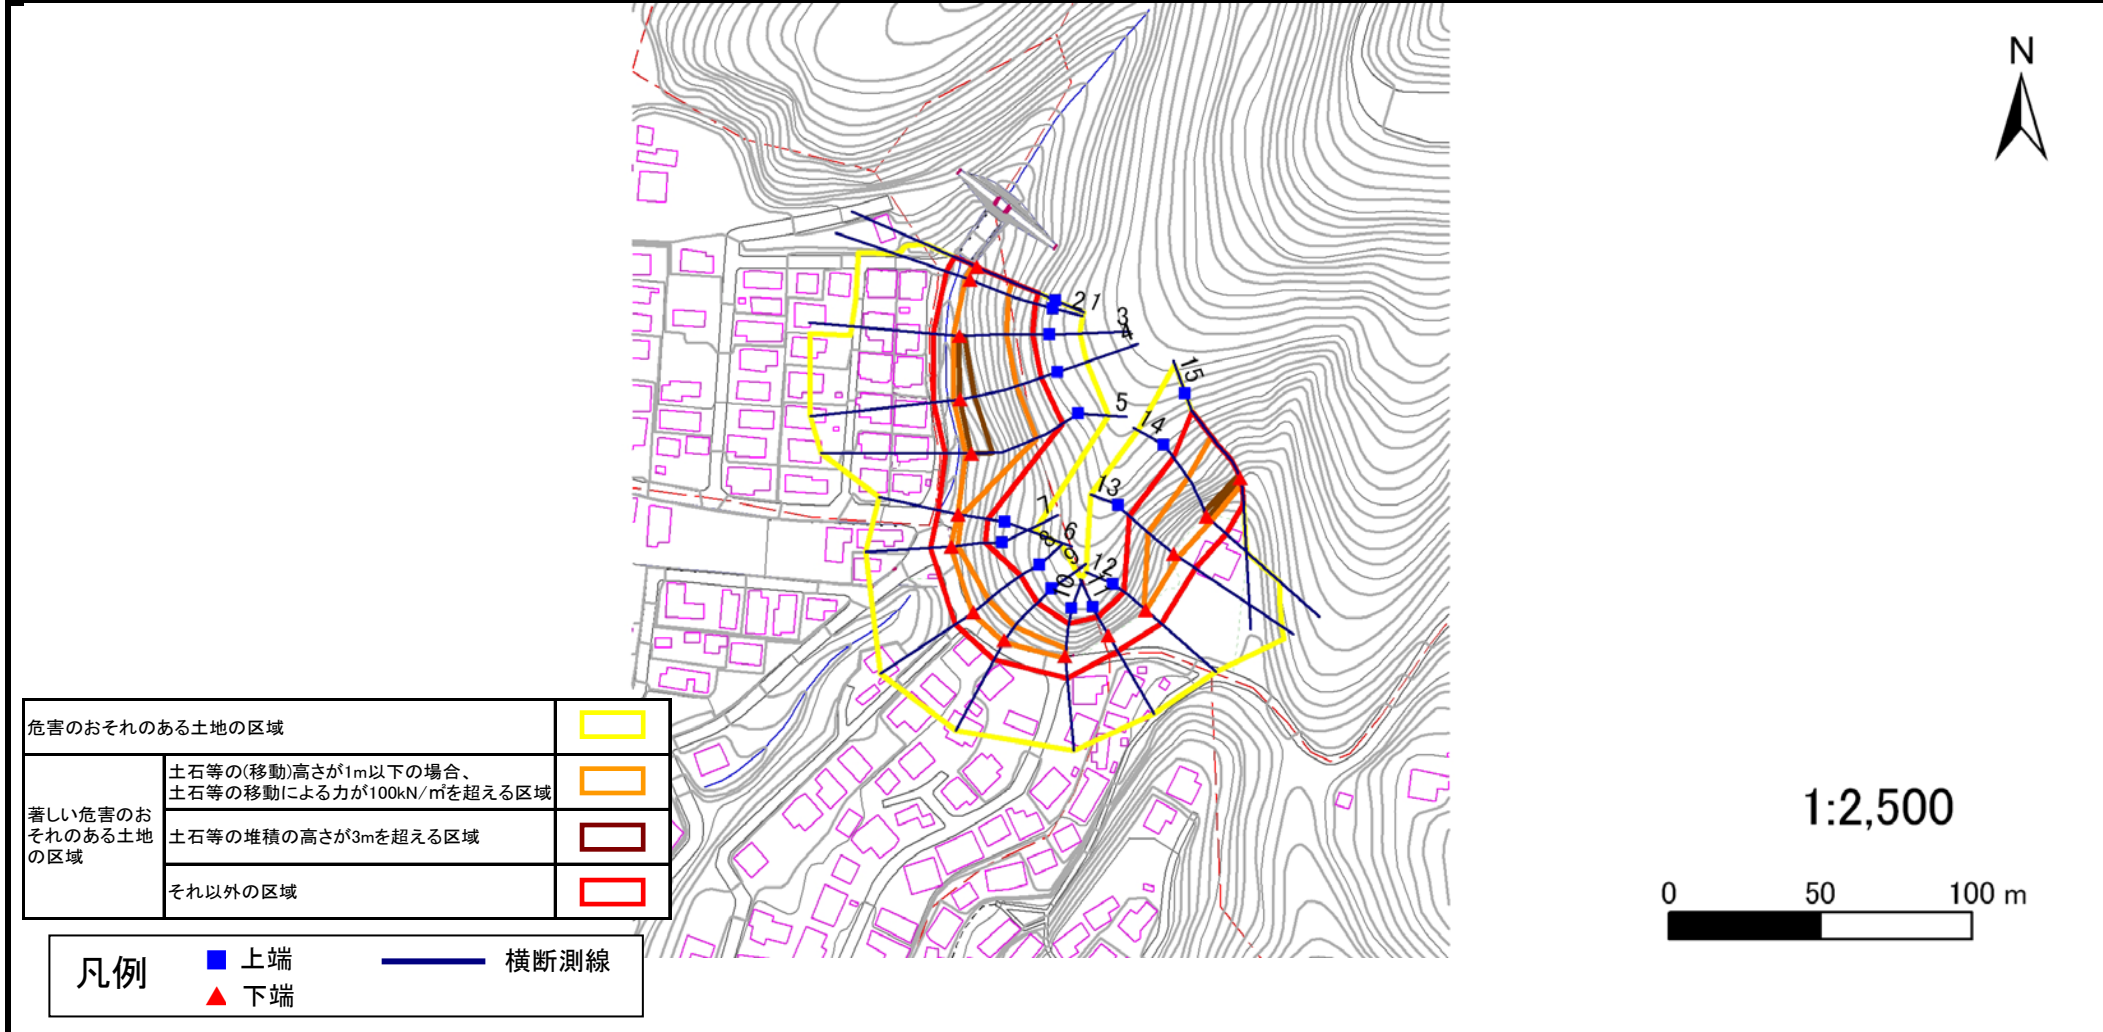 N
21
3
4
15
5
14
13
7
6
8
9
12
10
11
危害のおそれのある土地の区域
著しい危害のお
それのある土地
の区域
土石等の(移動)高さが1m以下の場合、
土石等の移動による力が100kN/㎡を超える区域
土石等の堆積の高さが3mを超える区域
それ以外の区域
凡例
上端
横断測線
下端
1:2,500
0 50 100 m